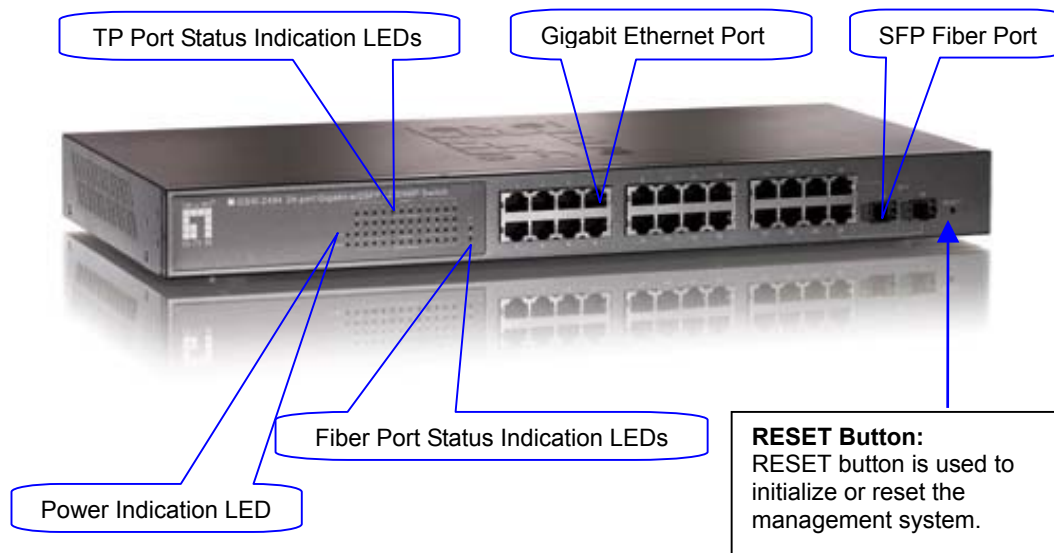 TP Port Status Indication LEDs
Gigabit Ethernet Port
SFP Fiber Port
Fiber Port Status Indication LEDs
Power Indication LED
RESET Button:
RESET button is used to
initialize or reset the
management system.